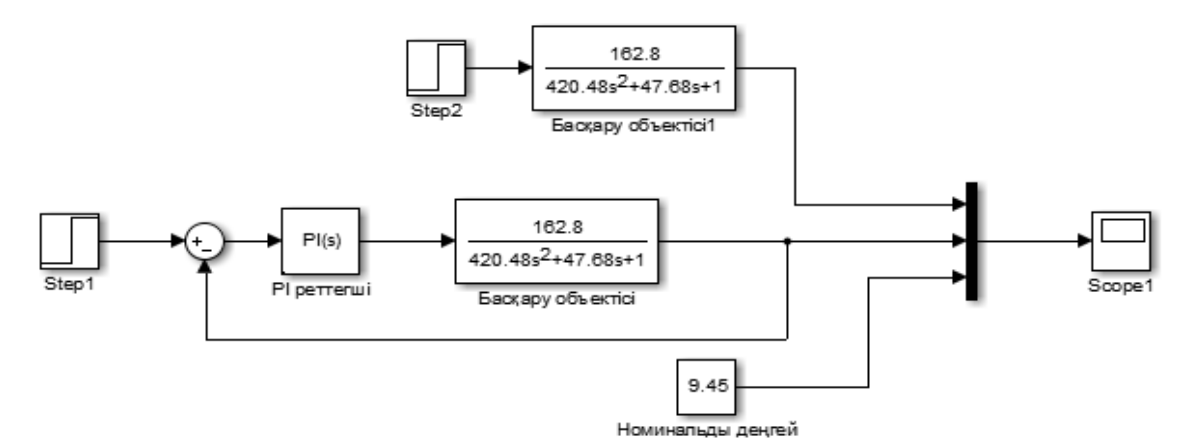 162.8
420.48s²+47.68s+1
Step2
Басқару объектісі1
+
−
PI(s)
162.8
420.48s²+47.68s+1
Step1
PI реттегші
Басқару объектісі
Scope1
9.45
Номинальды деңгей